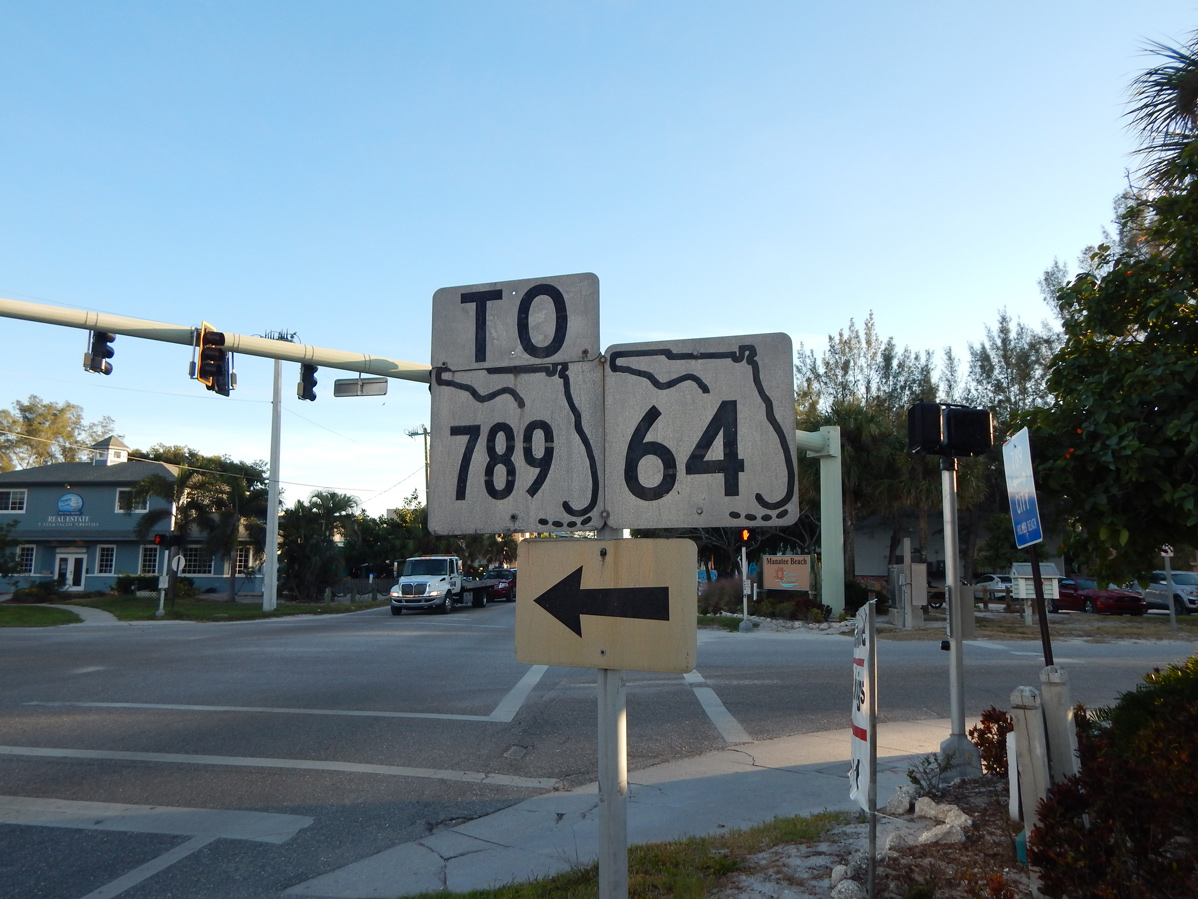 TO
789
64
REAL ESTATE
Manatee Beach
CITY